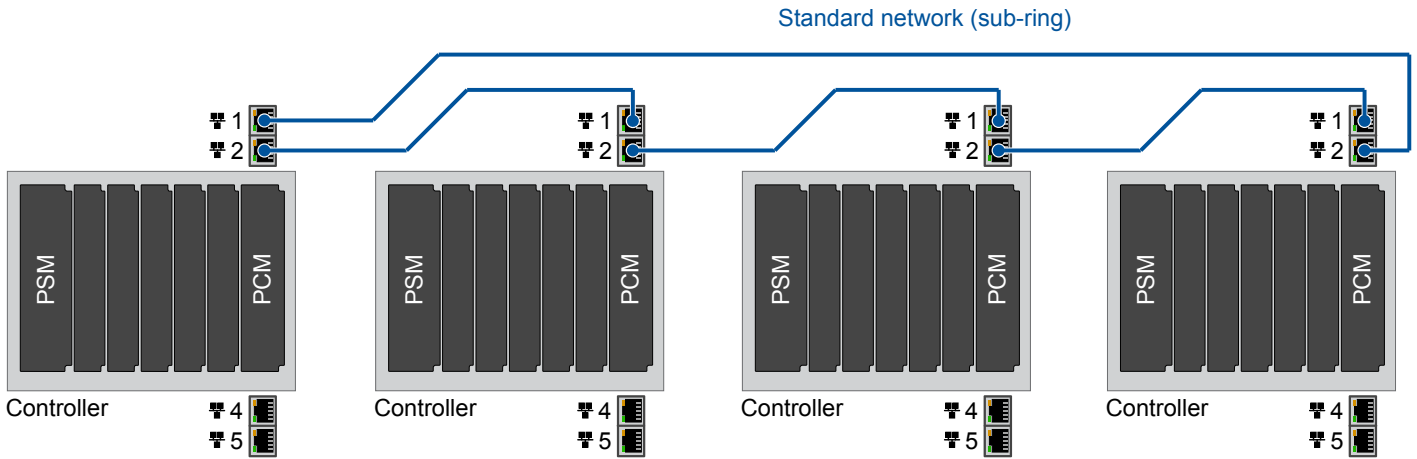 Standard network (sub-ring)
1 1 1 1
2 2 2 2
PSM PCM PSM PCM PSM PCM PSM PCM
Controller 4 Controller 4 Controller 4 Controller 4
5 5 5 5